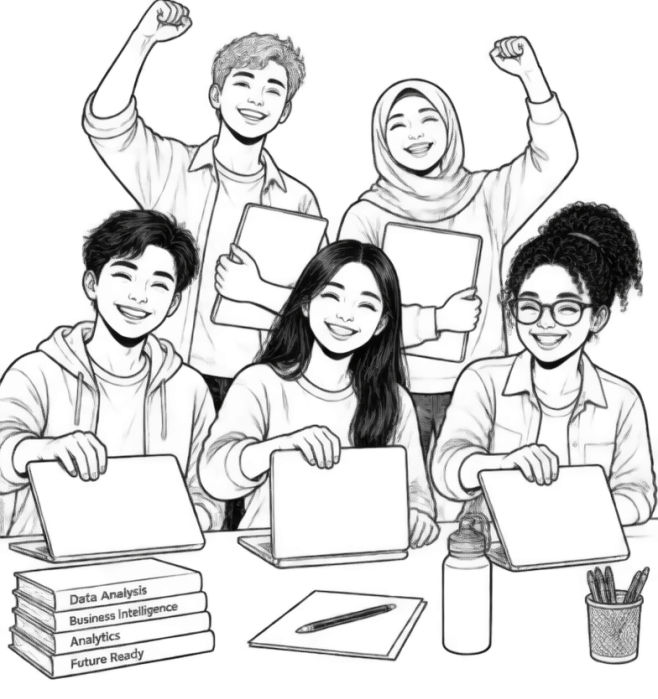 Data Analysis
Business Intelligence
Analytics
Future Ready